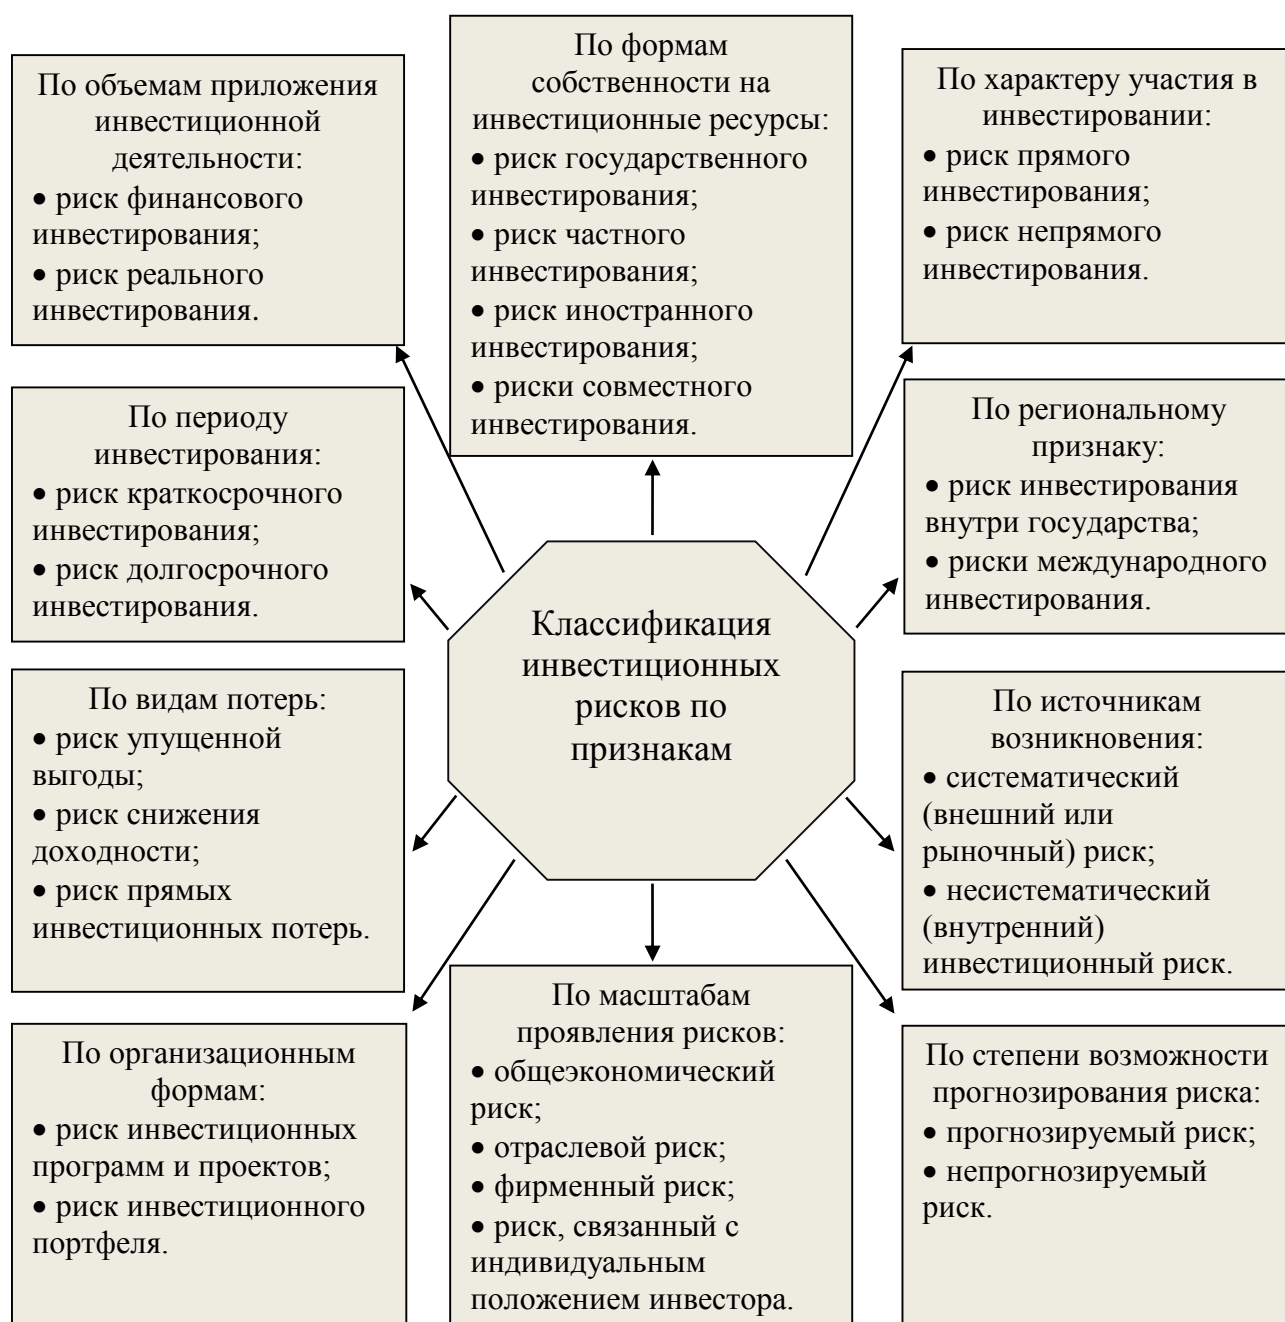 По объемам приложения
инвестиционной
деятельности:
• риск финансового
инвестирования;
• риск реального
инвестирования.
По формам
собственности на
инвестиционные ресурсы:
• риск государственного
инвестирования;
• риск частного
инвестирования;
• риск иностранного
инвестирования;
• риски совместного
инвестирования.
По характеру участия в
инвестировании:
• риск прямого
инвестирования;
• риск непрямого
инвестирования.
По периоду
инвестирования:
• риск краткосрочного
инвестирования;
• риск долгосрочного
инвестирования.
По региональному
признаку:
• риск инвестирования
внутри государства;
• риски международного
инвестирования.
Классификация
инвестиционных
рисков по
признакам
По видам потерь:
• риск упущенной
выгоды;
• риск снижения
доходности;
• риск прямых
инвестиционных потерь.
По источникам
возникновения:
• систематический
(внешний или
рыночный) риск;
• несистематический
(внутренний)
инвестиционный риск.
По организационным
формам:
• риск инвестиционных
программ и проектов;
• риск инвестиционного
портфеля.
По масштабам
проявления рисков:
• общеэкономический
риск;
• отраслевой риск;
• фирменный риск;
• риск, связанный с
индивидуальным
положением инвестора.
По степени возможности
прогнозирования риска:
• прогнозируемый риск;
• непрогнозируемый
риск.